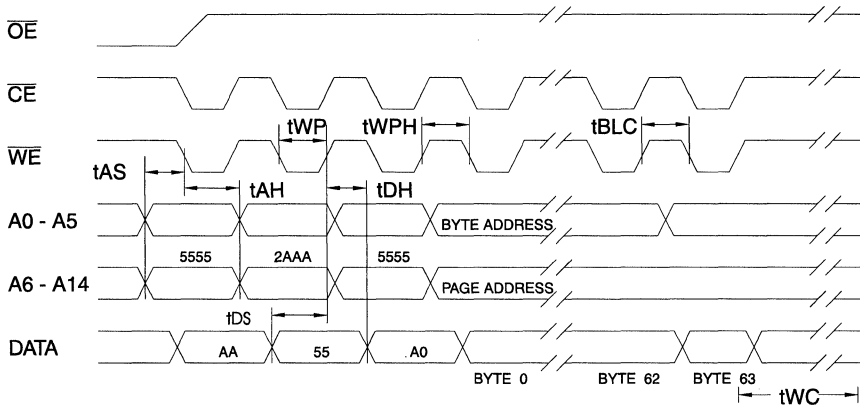 OE
CE
tWP tWPH tBLC
WE
tAS
tAH tDH
A0 - A5 BYTE ADDRESS
5555 2AAA 5555
A6 - A14 PAGE ADDRESS
tDS
DATA AA 55 A0
BYTE 0 BYTE 62 BYTE 63
tWC